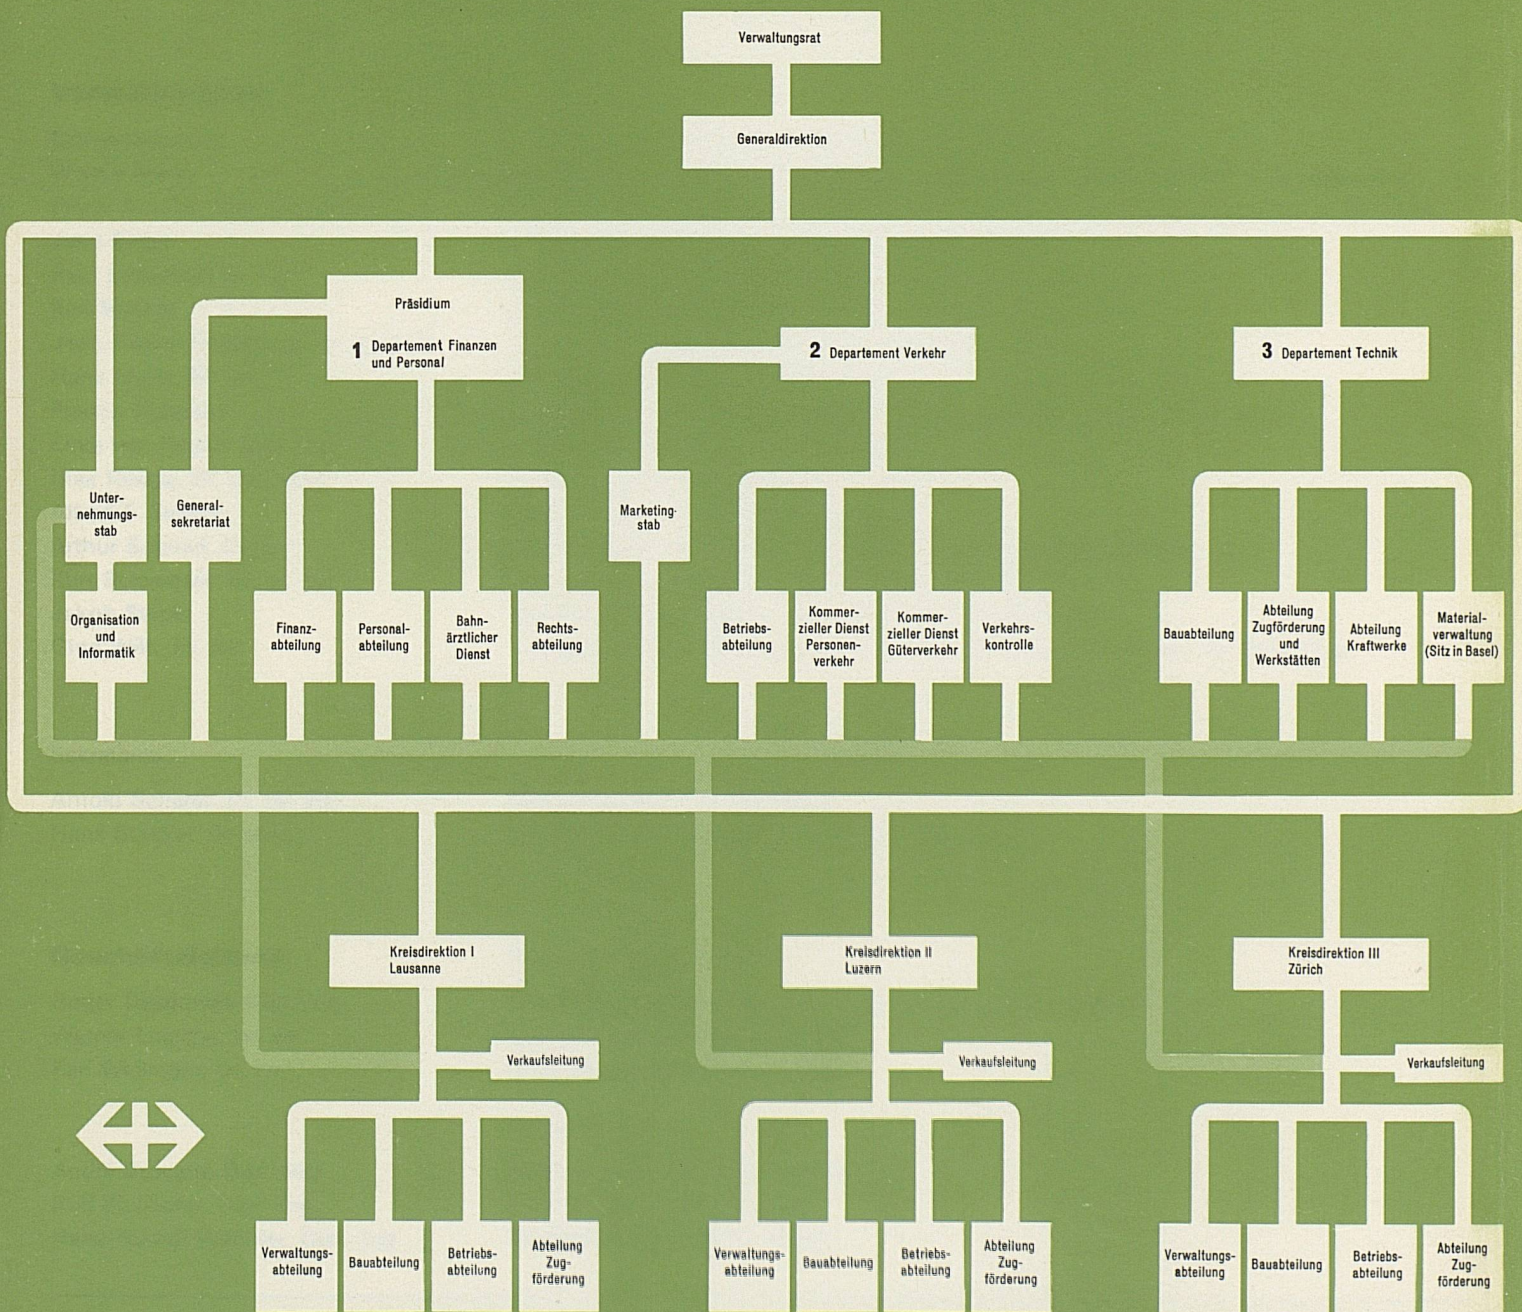 Verwaltungsrat
Generaldirektion
Präsidium
1 Departement Finanzen
und Personal
2 Departement Verkehr
3 Departement Technik
Unter-
nehmungs-
stab
General-
sekretariat
Marketing-
stab
Organisation
und
Informatik
Finanz-
abteilung
Personal-
abteilung
Bahn-
ärztlicher
Dienst
Rechts-
abteilung
Betriebs-
abteilung
Kommer-
zieller Dienst
Personen-
verkehr
Kommer-
zieller Dienst
Güterverkehr
Verkehrs-
kontrolle
Bauabteilung
Abteilung
Zugförderung
und
Werkstätten
Abteilung
Kraftwerke
Material-
verwaltung
(Sitz in Basel)
Kreisdirektion I
Lausanne
Kreisdirektion II
Luzern
Kreisdirektion III
Zürich
Verkaufsleitung
Verkaufsleitung
Verkaufsleitung
Verwaltungs-
abteilung
Bauabteilung
Betriebs-
abteilung
Abteilung
Zug-
förderung
Verwaltungs-
abteilung
Bauabteilung
Betriebs-
abteilung
Abteilung
Zug-
förderung
Verwaltungs-
abteilung
Bauabteilung
Betriebs-
abteilung
Abteilung
Zug-
förderung